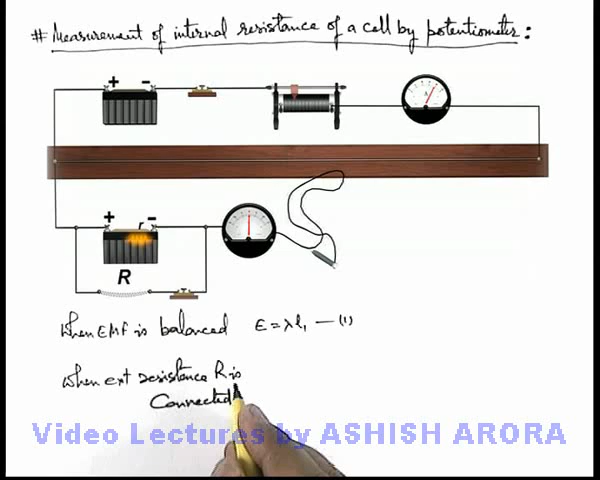 # Measurement of internal resistance of a cell by potentiometer :
+ -
A
+ r -
R
When EMF is balanced E = λl₁ — (1)
When ext resistance R is
Connected
Video Lectures by ASHISH ARORA